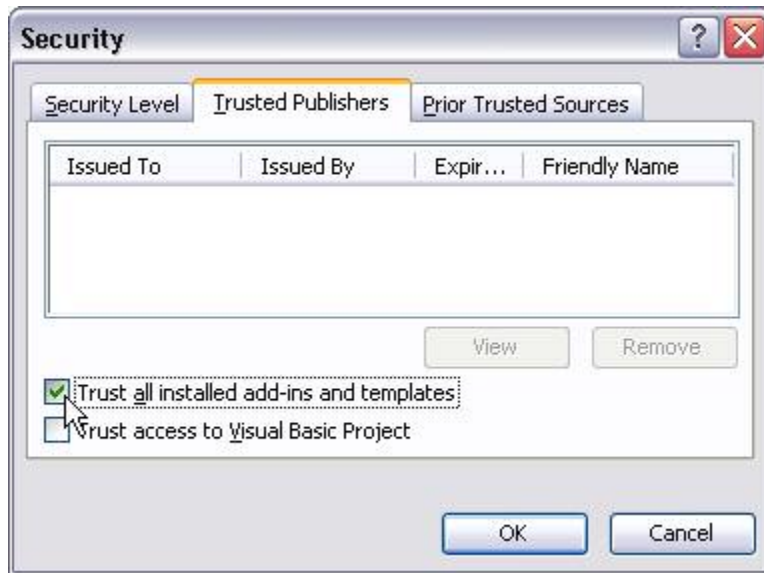 Security
Security Level Trusted Publishers Prior Trusted Sources
Issued To Issued By Expir... Friendly Name
View Remove
Trust all installed add-ins and templates
Trust access to Visual Basic Project
OK Cancel